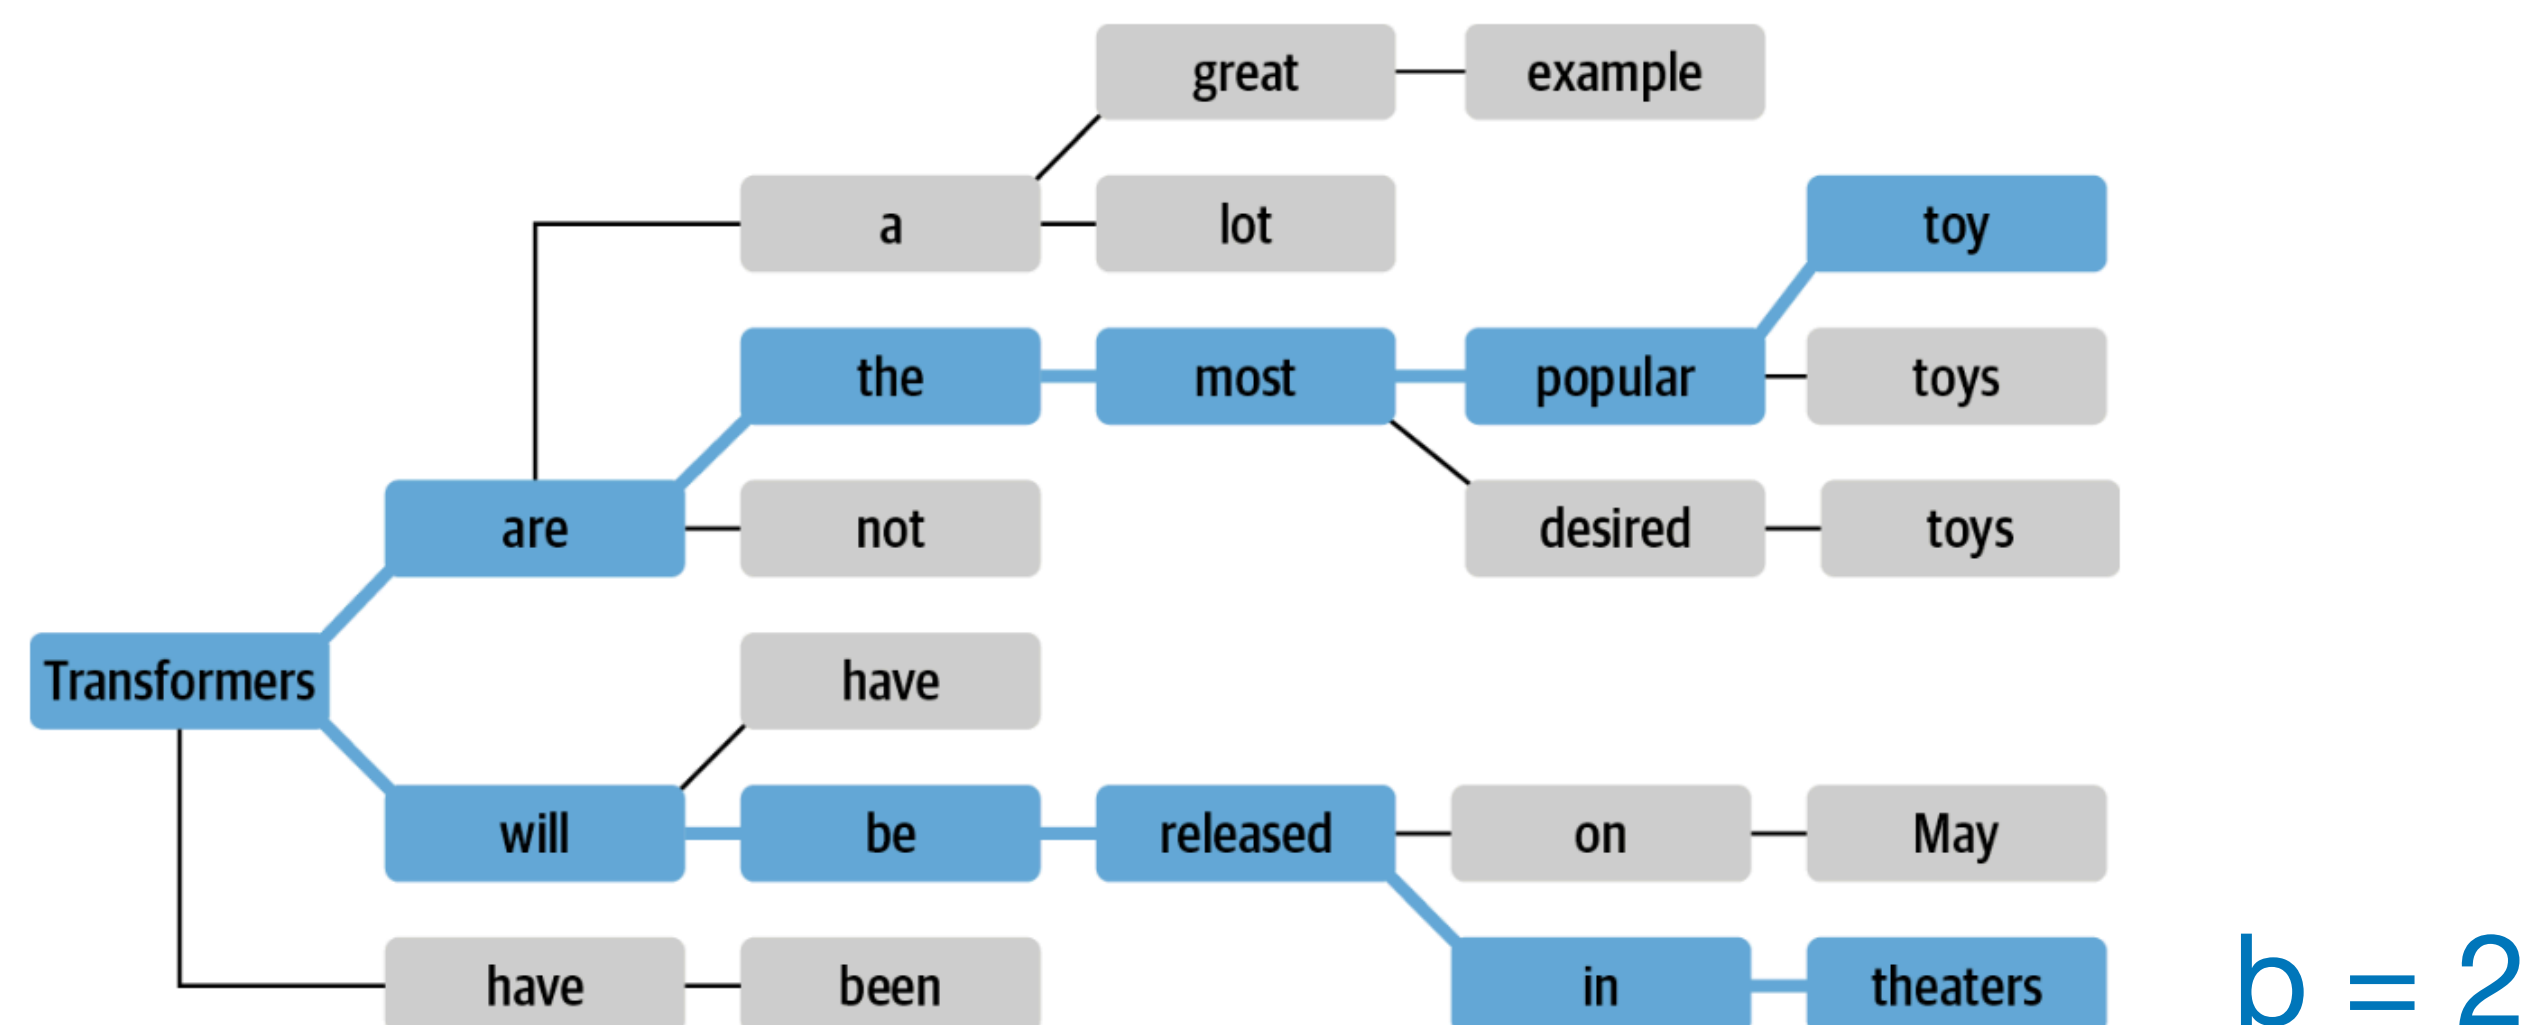 great example
a lot toy
the most popular toys
are not desired toys
Transformers have
will be released on May
have been in theaters
b = 2